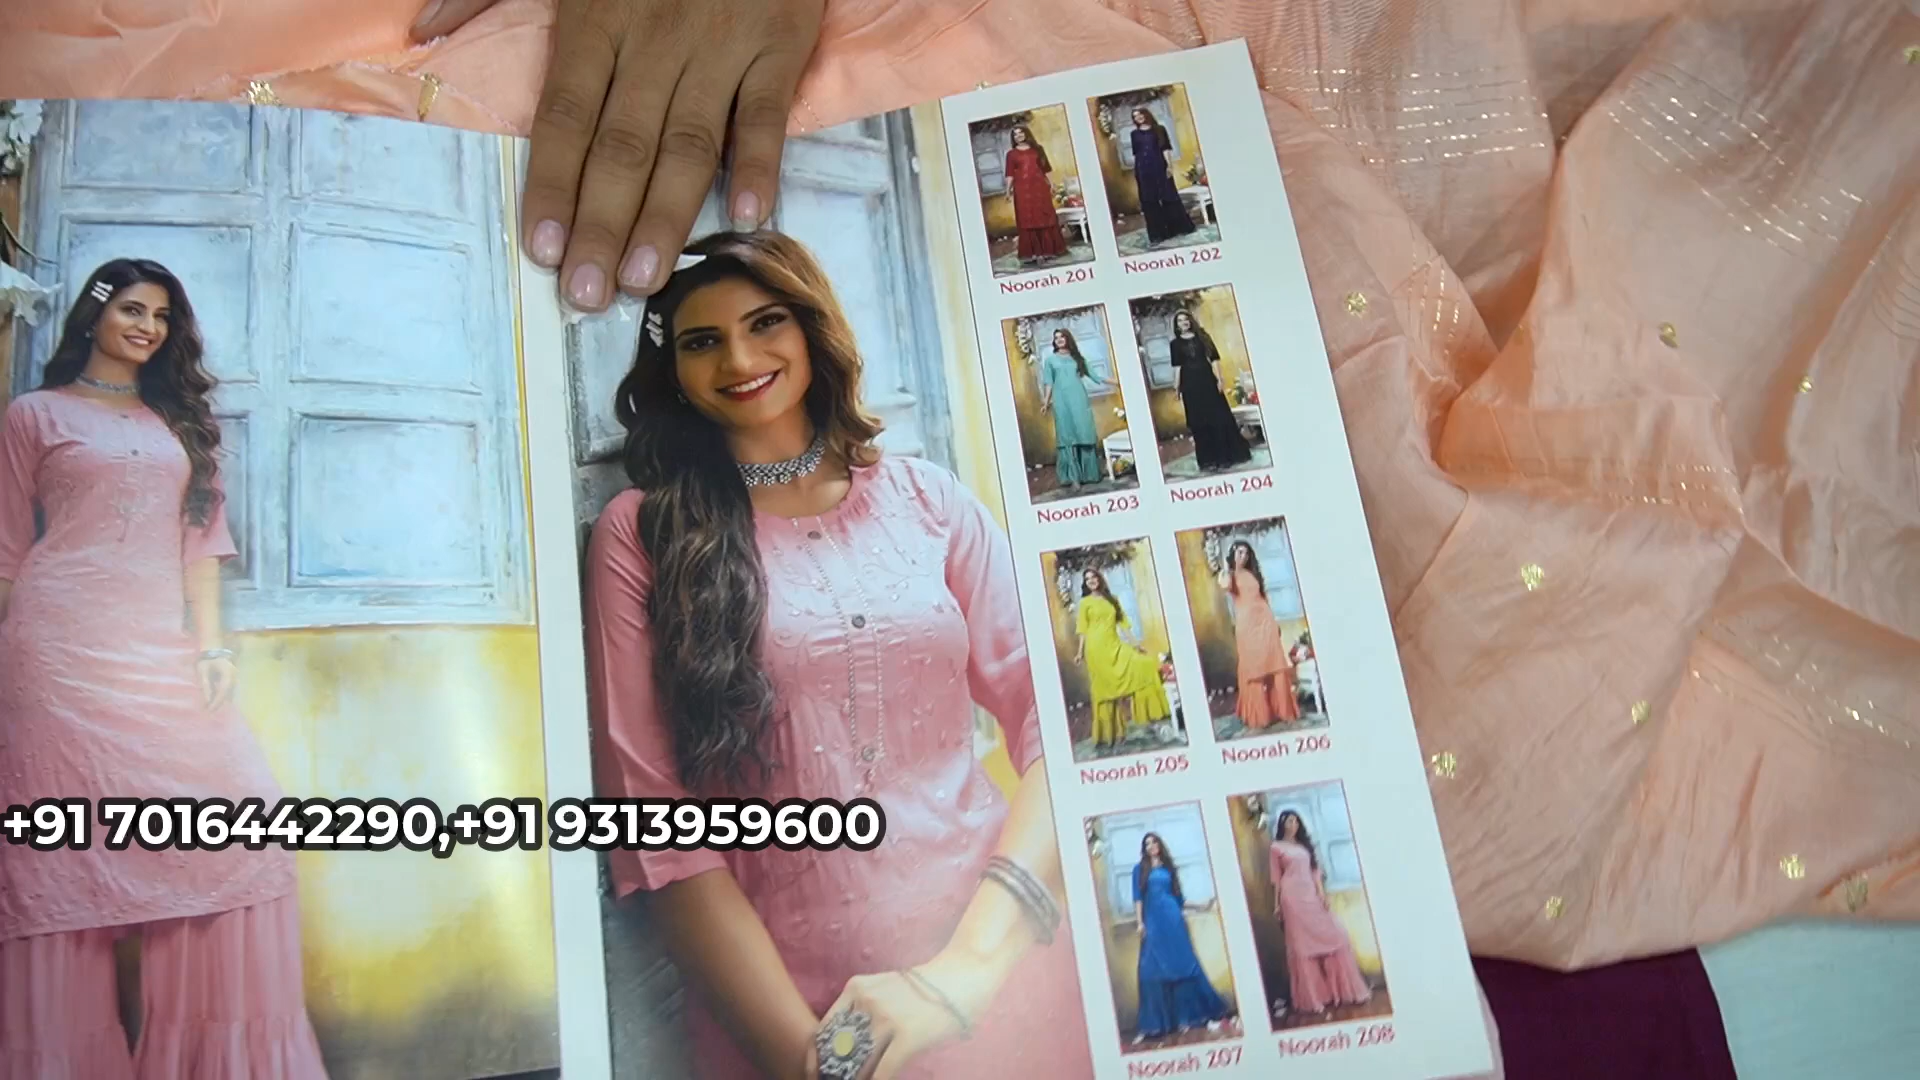 Noorah 201
Noorah 202
Noorah 203
Noorah 204
Noorah 205
Noorah 206
+91 7016442290,+91 9313959600
Noorah 207
Noorah 208